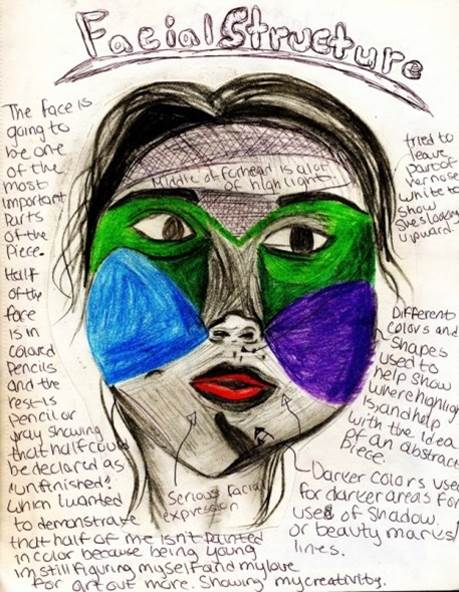 Facial Structure
The face is
going to
be one
of the
most
important
parts
of the
Piece.
Half
of the
face
is in
colored
pencils
and the
rest is
pencil or
gray showing
that half could
be declared as
"unfinished".
which I wanted
to demonstrate
that half of me isn't painted
in color because being young
im still figuring myself and my love
for art out more. Showing my creativity.
Middle of forhead is a lot
of highlight
tried to
leave
part of
her nose
white to
show
she slooking
upward
Different
colors and
shapes
used to
help show
where highlight
is, and help
with the idea
of an abstract
Piece.
Serious facial
expression
Darker colors used
for darker areas for
use of shadow
or beauty marks/
lines.